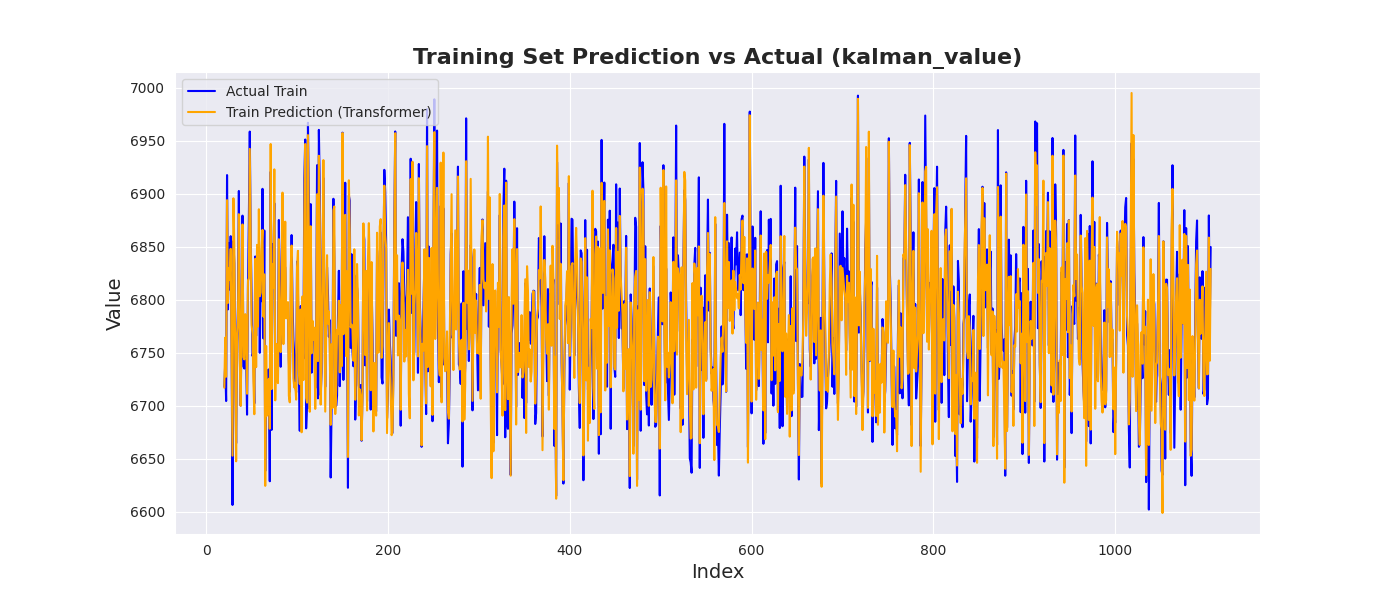 Training Set Prediction vs Actual (kalman_value)
Actual Train
Train Prediction (Transformer)
Value
7000
6950
6900
6850
6800
6750
6700
6650
6600
0 200 400 600 800 1000
Index